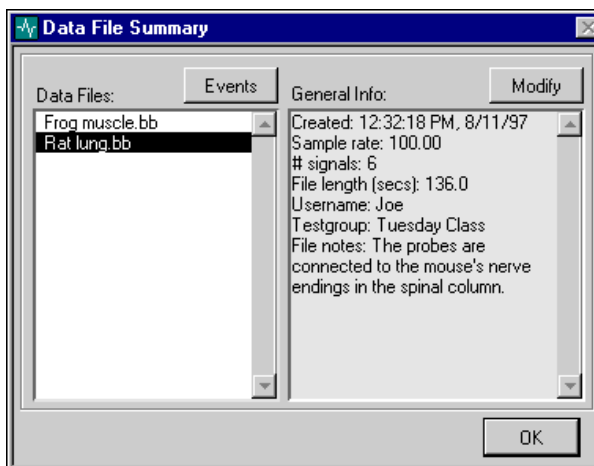 Data File Summary
Data Files:
Events
General Info:
Modify
Frog muscle.bb
Rat lung.bb
Created: 12:32:18 PM, 8/11/97
Sample rate: 100.00
# signals: 6
File length (secs): 136.0
Username: Joe
Testgroup: Tuesday Class
File notes: The probes are
connected to the mouse's nerve
endings in the spinal column.
OK